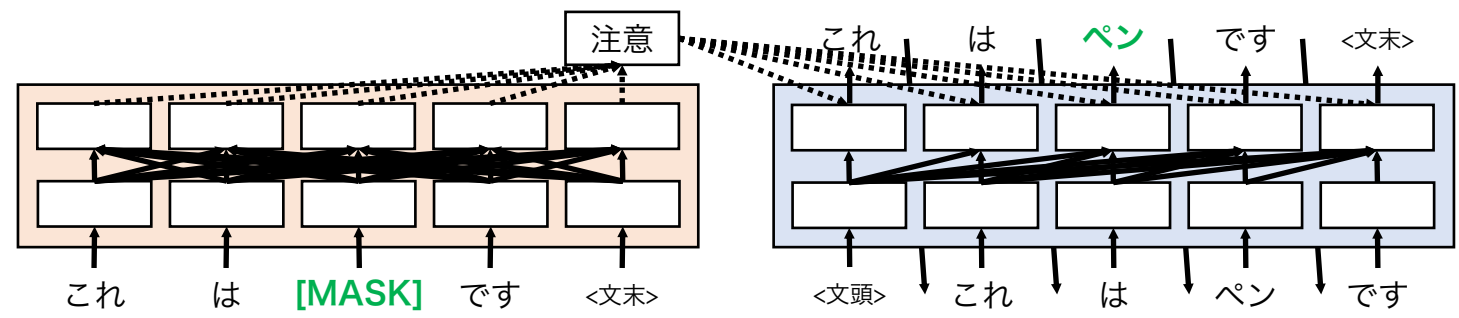 注意
これ は ペン です <文末>
これ は [MASK] です <文末>
<文頭> これ は ペン です